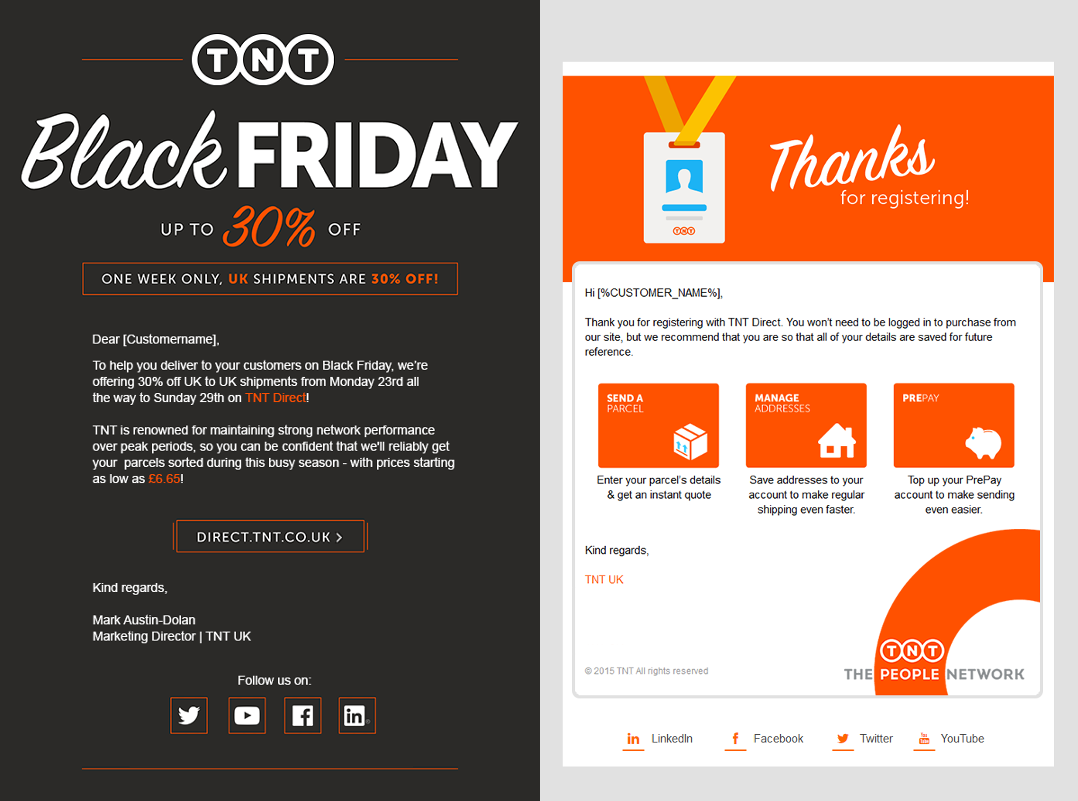 TNT
Black FRIDAY
UP TO 30% OFF
ONE WEEK ONLY, UK SHIPMENTS ARE 30% OFF!
Dear [Customername],
To help you deliver to your customers on Black Friday, we're
offering 30% off UK to UK shipments from Monday 23rd all
the way to Sunday 29th on TNT Direct!
TNT is renowned for maintaining strong network performance
over peak periods, so you can be confident that we'll reliably get
your parcels sorted during this busy season - with prices starting
as low as £6.65!
DIRECT.TNT.CO.UK >
Kind regards,
Mark Austin-Dolan
Marketing Director | TNT UK
Follow us on:
in
TNT
Thanks
for registering!
Hi [%CUSTOMER_NAME%],
Thank you for registering with TNT Direct. You won't need to be logged in to purchase from
our site, but we recommend that you are so that all of your details are saved for future
reference.
SEND A
PARCEL
Enter your parcel's details
& get an instant quote
MANAGE
ADDRESSES
Save addresses to your
account to make regular
shipping even faster.
PREPAY
Top up your PrePay
account to make sending
even easier.
Kind regards,
TNT UK
© 2015 TNT All rights reserved
TNT
THE PEOPLE NETWORK
in LinkedIn f Facebook Twitter You Tube YouTube